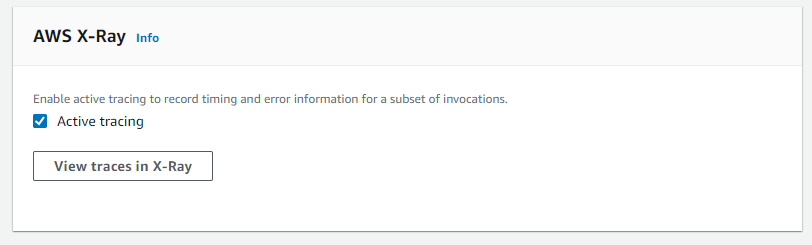 AWS X-Ray Info
Enable active tracing to record timing and error information for a subset of invocations.
Active tracing
View traces in X-Ray